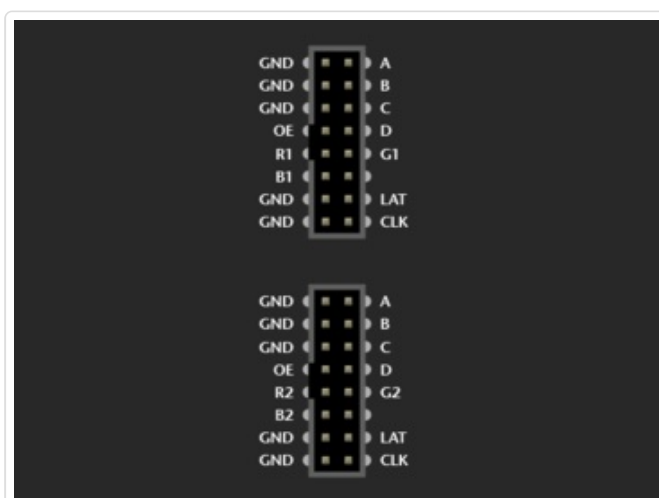 GND A
GND B
GND C
OE D
R1 G1
B1
GND LAT
GND CLK
GND A
GND B
GND C
OE D
R2 G2
B2
GND LAT
GND CLK